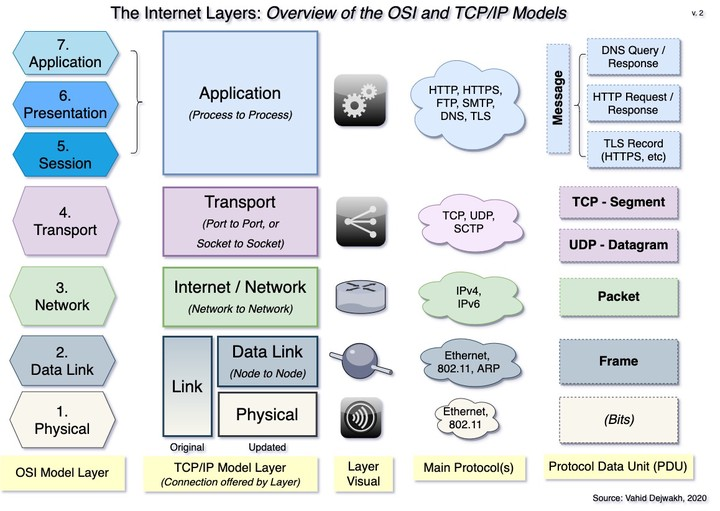 The Internet Layers: Overview of the OSI and TCP/IP Models
v. 2
7.
Application
6.
Presentation
5.
Session
4.
Transport
3.
Network
2.
Data Link
1.
Physical
OSI Model Layer
Application
(Process to Process)
Transport
(Port to Port, or
Socket to Socket)
Internet / Network
(Network to Network)
Link
Data Link
(Node to Node)
Physical
Original
Updated
TCP/IP Model Layer
(Connection offered by Layer)
Layer
Visual
HTTP, HTTPS,
FTP, SMTP,
DNS, TLS
TCP, UDP,
SCTP
IPv4,
IPv6
Ethernet,
802.11, ARP
Ethernet,
802.11
Main Protocol(s)
Message
DNS Query /
Response
HTTP Request /
Response
TLS Record
(HTTPS, etc)
TCP - Segment
UDP - Datagram
Packet
Frame
(Bits)
Protocol Data Unit (PDU)
Source: Vahid Dejwakh, 2020